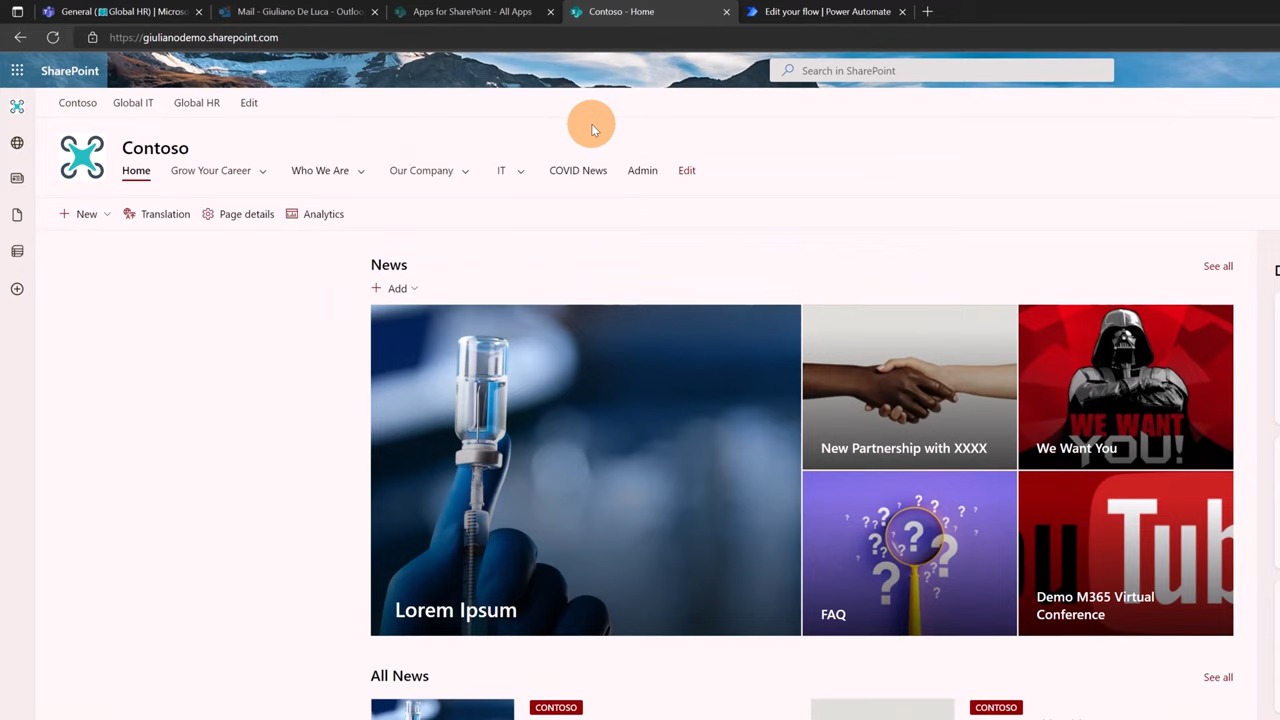 General (🌐 Global HR) | Micros
Mail - Giuliano De Luca - Outloo
Apps for SharePoint - All Apps
Contoso - Home
Edit your flow | Power Automate
https://giulianodemo.sharepoint.com
SharePoint
Search in SharePoint
Contoso
Global IT
Global HR
Edit
Contoso
Home
Grow Your Career
Who We Are
Our Company
IT
COVID News
Admin
Edit
New
Translation
Page details
Analytics
News
See all
Add
WE WANT
YOU!
New Partnership with XXXX
We Want You
Tub
Lorem Ipsum
FAQ
Demo M365 Virtual
Conference
All News
See all
CONTOSO
CONTOSO